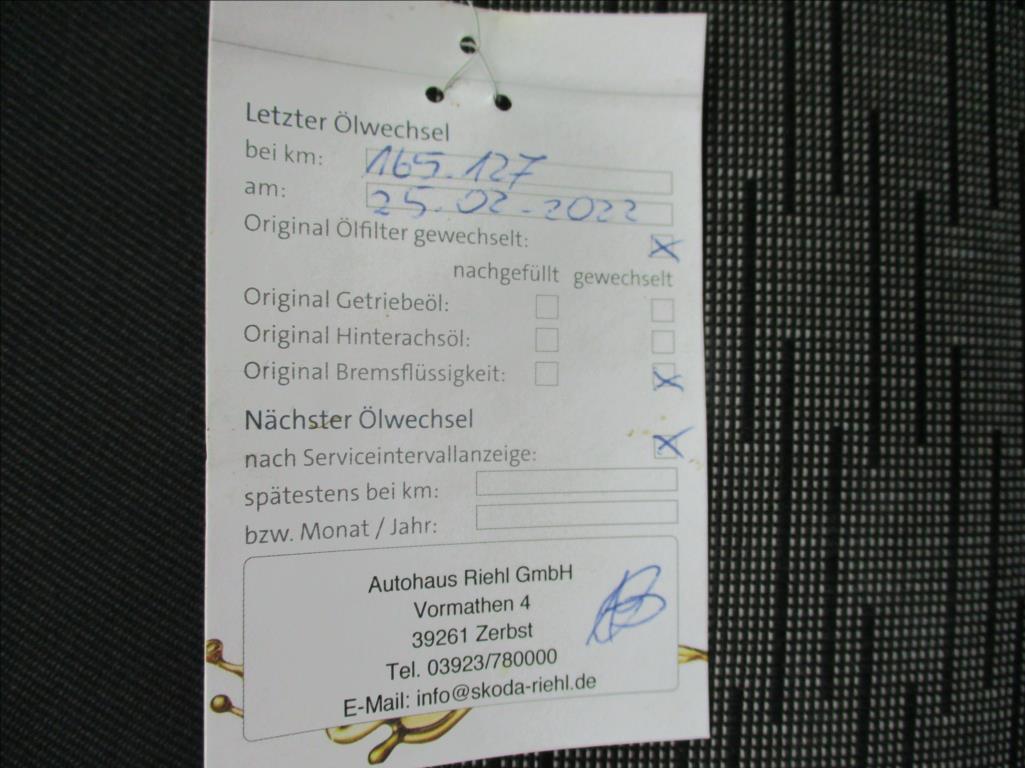 Letzter Ölwechsel
bei km: 165.127
am: 25.02.2022
Original Ölfilter gewechselt:
nachgefüllt gewechselt
Original Getriebeöl:
Original Hinterachsöl:
Original Bremsflüssigkeit:
Nächster Ölwechsel
nach Serviceintervallanzeige:
spätestens bei km:
bzw. Monat / Jahr:
Autohaus Riehl GmbH
Vormathen 4
39261 Zerbst
Tel. 03923/780000
E-Mail: info@skoda-riehl.de